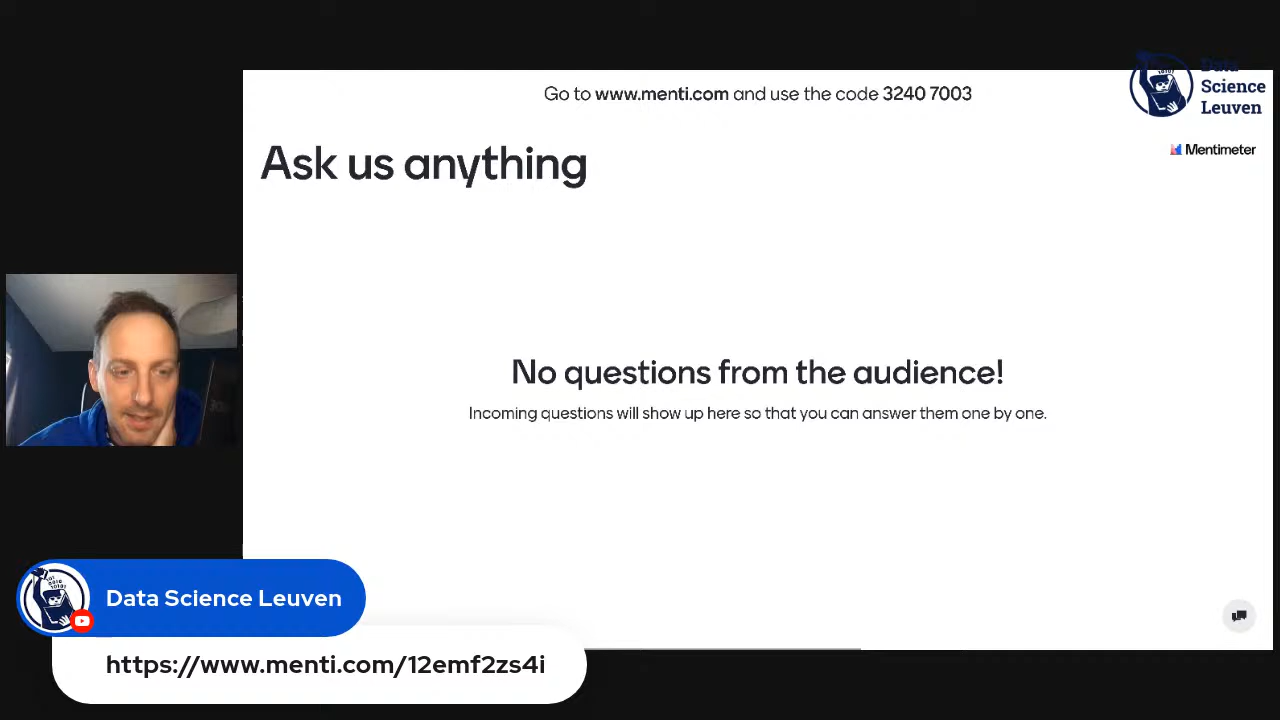 Go to www.menti.com and use the code 3240 7003
Data
Science
Leuven
Mentimeter
Ask us anything
No questions from the audience!
Incoming questions will show up here so that you can answer them one by one.
Data Science Leuven
https://www.menti.com/12emf2zs4i